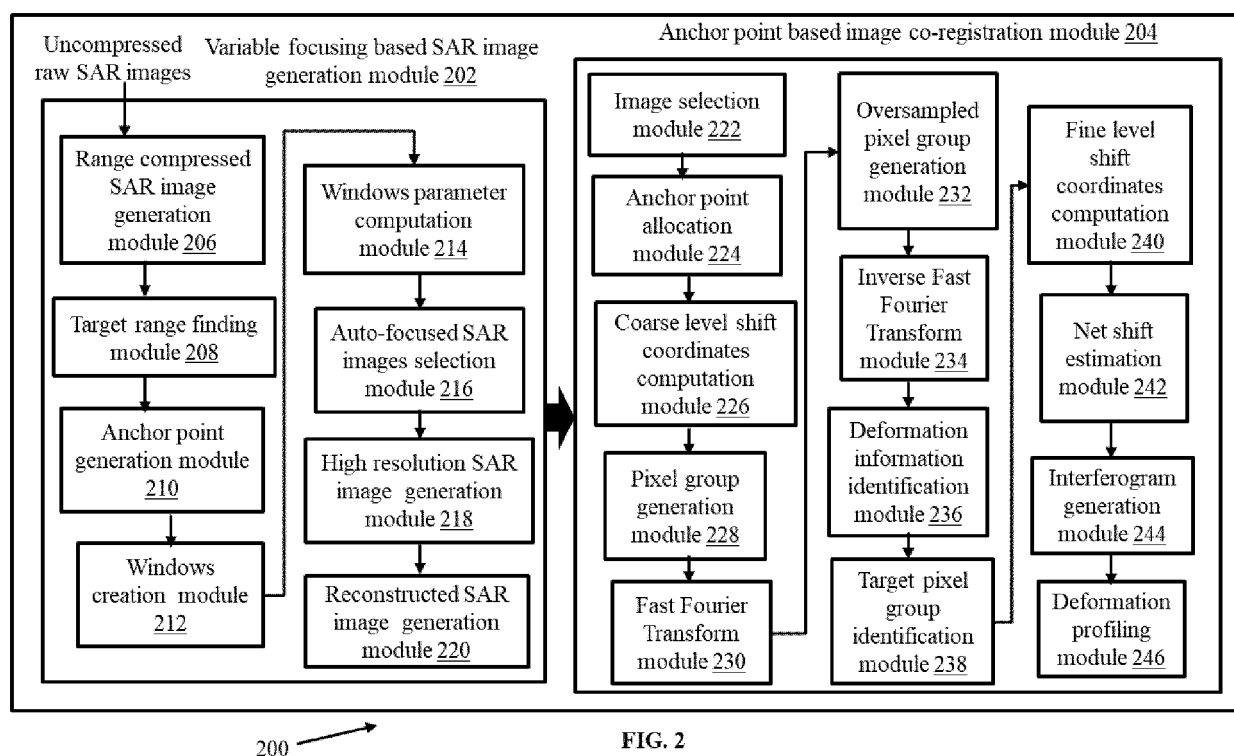 Uncompressed
raw SAR images
Variable focusing based SAR image
generation module 202
Range compressed
SAR image
generation
module 206
Target range finding
module 208
Anchor point
generation module
210
Windows
creation module
212
Windows parameter
computation
module 214
Auto-focused SAR
images selection
module 216
High resolution SAR
image generation
module 218
Reconstructed SAR
image generation
module 220
Anchor point based image co-registration module 204
Image selection
module 222
Anchor point
allocation
module 224
Coarse level shift
coordinates
computation
module 226
Pixel group
generation
module 228
Fast Fourier
Transform
module 230
Oversampled
pixel group
generation
module 232
Inverse Fast
Fourier
Transform
module 234
Deformation
information
identification
module 236
Target pixel
group
identification
module 238
Fine level
shift
coordinates
computation
module 240
Net shift
estimation
module 242
Interferogram
generation
module 244
Deformation
profiling
module 246
200
FIG. 2